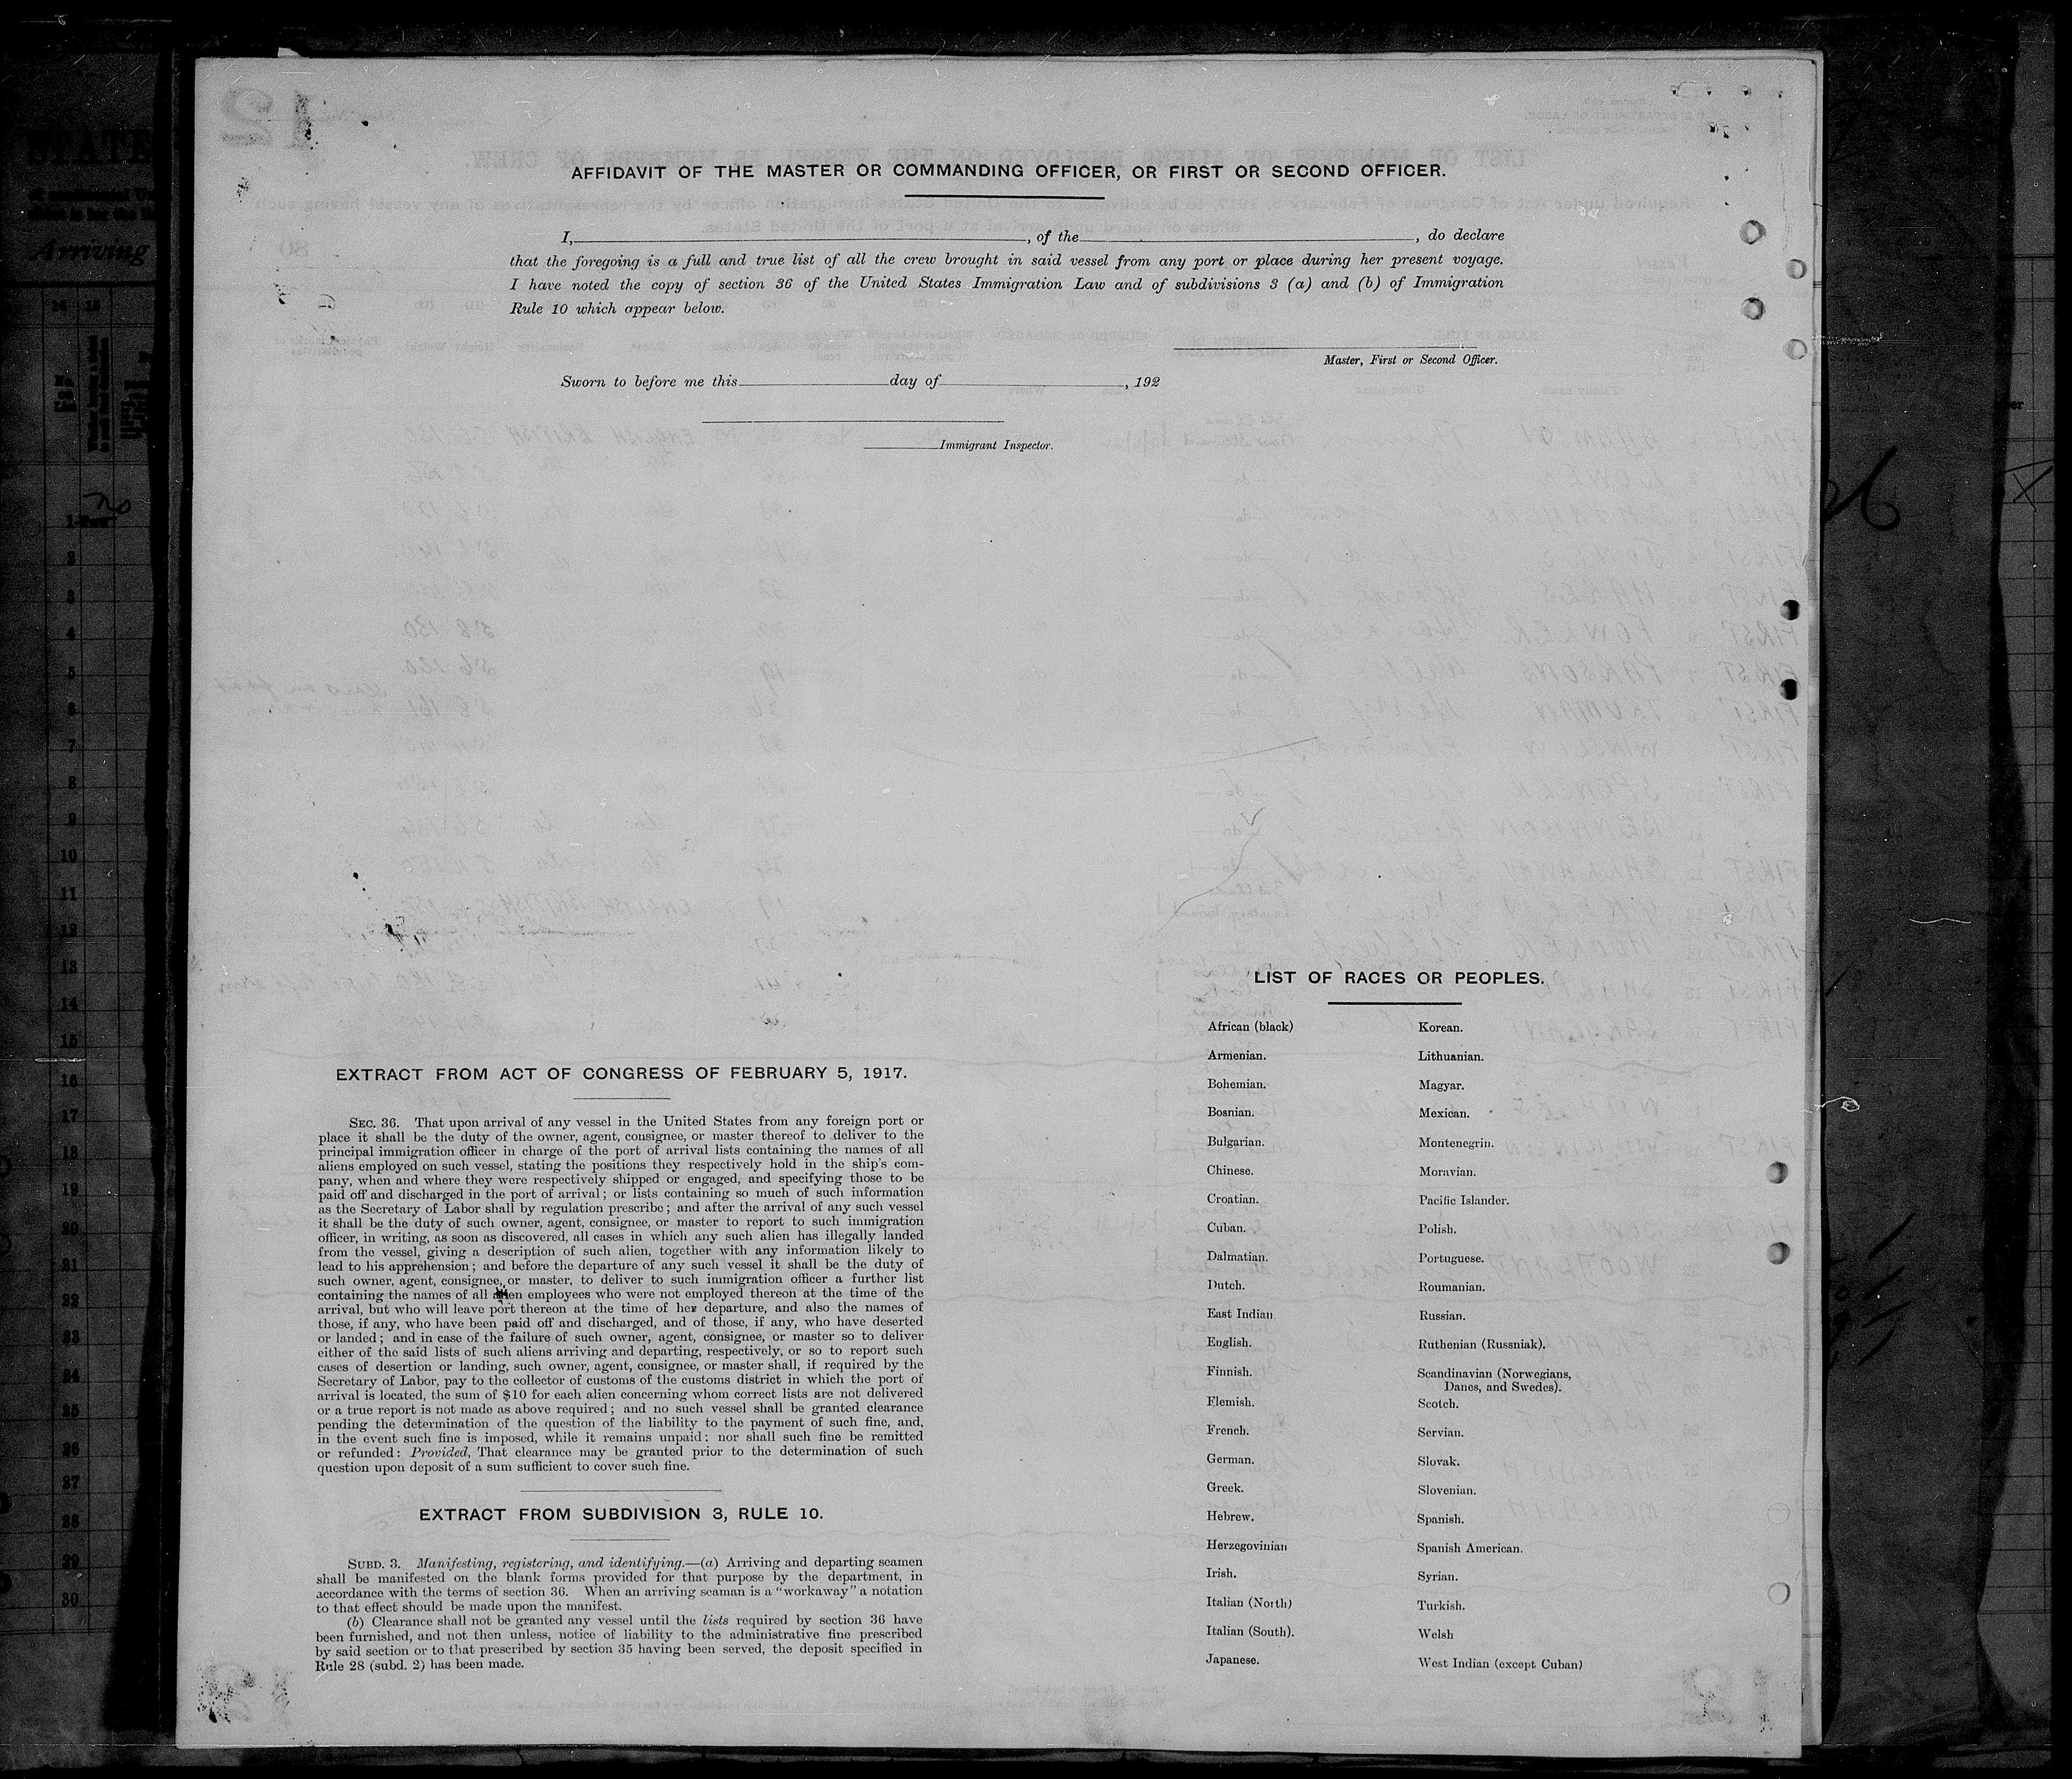 AFFIDAVIT OF THE MASTER OR COMMANDING OFFICER, OR FIRST OR SECOND OFFICER.
I, , of the , do declare
that the foregoing is a full and true list of all the crew brought in said vessel from any port or place during her present voyage.
I have noted the copy of section 36 of the United States Immigration Law and of subdivisions 3 (a) and (b) of Immigration
Rule 10 which appear below.
Master, First or Second Officer.
Sworn to before me this day of , 192
Immigrant Inspector.
EXTRACT FROM ACT OF CONGRESS OF FEBRUARY 5, 1917.
SEC. 36. That upon arrival of any vessel in the United States from any foreign port or
place it shall be the duty of the owner, agent, consignee, or master thereof to deliver to the
principal immigration officer in charge of the port of arrival lists containing the names of all
aliens employed on such vessel, stating the positions they respectively hold in the ship's com-
pany, when and where they were respectively shipped or engaged, and specifying those to be
paid off and discharged in the port of arrival; or lists containing so much of such information
as the Secretary of Labor shall by regulation prescribe; and after the arrival of any such vessel
it shall be the duty of such owner, agent, consignee, or master to report to such immigration
officer, in writing, as soon as discovered, all cases in which any such alien has illegally landed
from the vessel, giving a description of such alien, together with any information likely to
lead to his apprehension; and before the departure of any such vessel it shall be the duty of
such owner, agent, consignee, or master, to deliver to such immigration officer a further list
containing the names of all alien employees who were not employed thereon at the time of the
arrival, but who will leave port thereon at the time of her departure, and also the names of
those, if any, who have been paid off and discharged, and of those, if any, who have deserted
or landed; and in case of the failure of such owner, agent, consignee, or master so to deliver
either of the said lists of such aliens arriving and departing, respectively, or so to report such
cases of desertion or landing, such owner, agent, consignee, or master shall, if required by the
Secretary of Labor, pay to the collector of customs of the customs district in which the port of
arrival is located, the sum of $10 for each alien concerning whom correct lists are not delivered
or a true report is not made as above required; and no such vessel shall be granted clearance
pending the determination of the question of the liability to the payment of such fine, and,
in the event such fine is imposed, while it remains unpaid; nor shall such fine be remitted
or refunded: Provided, That clearance may be granted prior to the determination of such
question upon deposit of a sum sufficient to cover such fine.
EXTRACT FROM SUBDIVISION 3, RULE 10.
SUBD. 3. Manifesting, registering, and identifying.—(a) Arriving and departing seamen
shall be manifested on the blank forms provided for that purpose by the department, in
accordance with the terms of section 36. When an arriving seaman is a "workaway" a notation
to that effect should be made upon the manifest.
(b) Clearance shall not be granted any vessel until the lists required by section 36 have
been furnished, and not then unless, notice of liability to the administrative fine prescribed
by said section or to that prescribed by section 35 having been served, the deposit specified in
Rule 28 (subd. 2) has been made.
LIST OF RACES OR PEOPLES.
African (black)
Armenian.
Bohemian.
Bosnian.
Bulgarian.
Chinese.
Croatian.
Cuban.
Dalmatian.
Dutch.
East Indian
English.
Finnish.
Flemish.
French.
German.
Greek.
Hebrew.
Herzegovinian
Irish.
Italian (North)
Italian (South).
Japanese.
Korean.
Lithuanian.
Magyar.
Mexican.
Montenegrin.
Moravian.
Pacific Islander.
Polish.
Portuguese.
Roumanian.
Russian.
Ruthenian (Russniak).
Scandinavian (Norwegians,
Danes, and Swedes).
Scotch.
Servian.
Slovak.
Slovenian.
Spanish.
Spanish American.
Syrian.
Turkish.
Welsh
West Indian (except Cuban)
STATE
Arriving
no
1
2
3
4
5
6
7
8
9
10
11
12
13
14
15
16
17
18
19
20
21
22
23
24
25
26
27
28
29
30